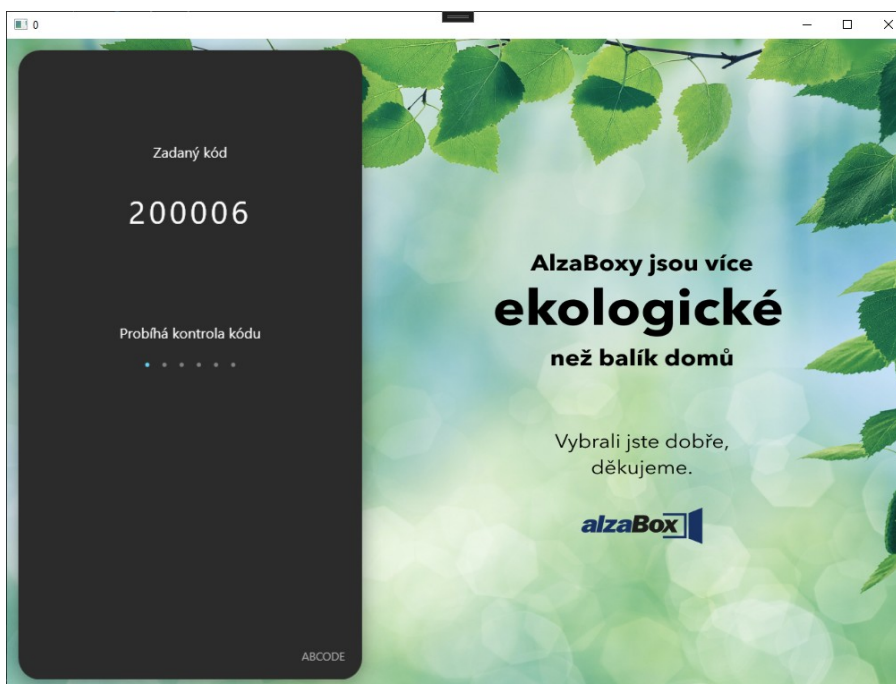 0
Zadaný kód
200006
Probíhá kontrola kódu
ABCODE
AlzaBoxy jsou více
ekologické
než balík domů
Vybrali jste dobře,
děkujeme.
alzaBox